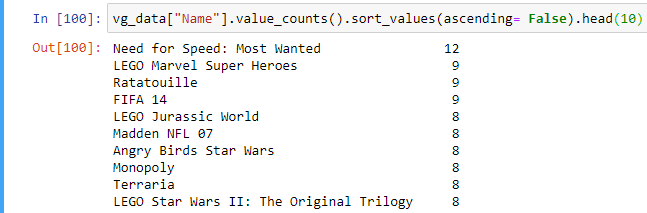 In [100]: vg_data["Name"].value_counts().sort_values(ascending= False).head(10)
Out[100]: Need for Speed: Most Wanted 12
LEGO Marvel Super Heroes 9
Ratatouille 9
FIFA 14 9
LEGO Jurassic World 8
Madden NFL 07 8
Angry Birds Star Wars 8
Monopoly 8
Terraria 8
LEGO Star Wars II: The Original Trilogy 8